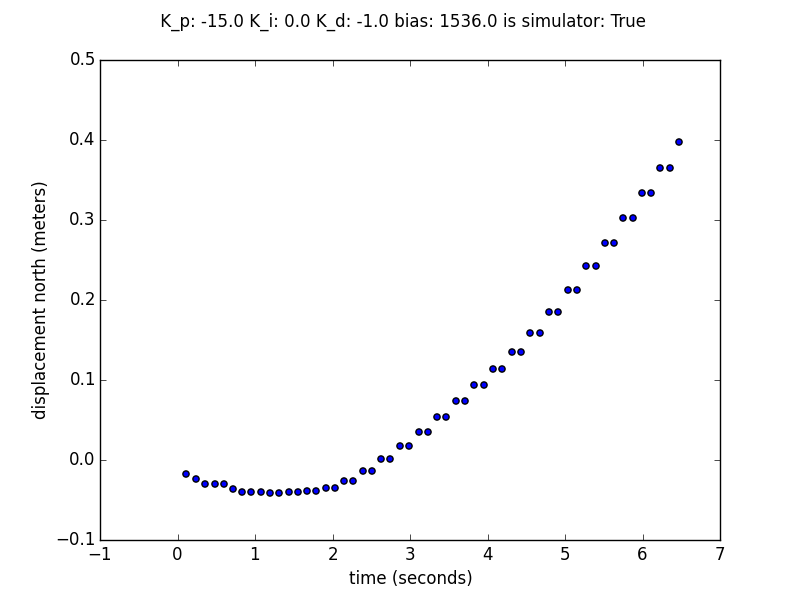 K_p: -15.0 K_i: 0.0 K_d: -1.0 bias: 1536.0 is simulator: True
0.5
0.4
0.3
0.2
0.1
0.0
−0.1
displacement north (meters)
−1 0 1 2 3 4 5 6 7
time (seconds)